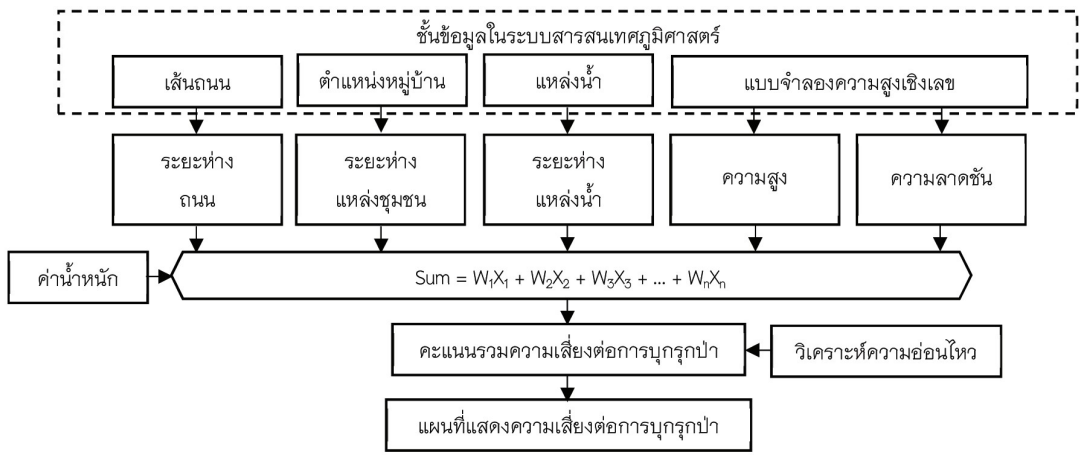 ชั้นข้อมูลในระบบสารสนเทศภูมิศาสตร์
เส้นถนน
ตำแหน่งหมู่บ้าน
แหล่งน้ำ
แบบจำลองความสูงเชิงเลข
ระยะห่าง
ถนน
ระยะห่าง
แหล่งชุมชน
ระยะห่าง
แหล่งน้ำ
ความสูง
ความลาดชัน
ค่าน้ำหนัก
Sum = W₁X₁ + W₂X₂ + W₃X₃ + ... + WₙXₙ
คะแนนรวมความเสี่ยงต่อการบุกรุกป่า
วิเคราะห์ความอ่อนไหว
แผนที่แสดงความเสี่ยงต่อการบุกรุกป่า